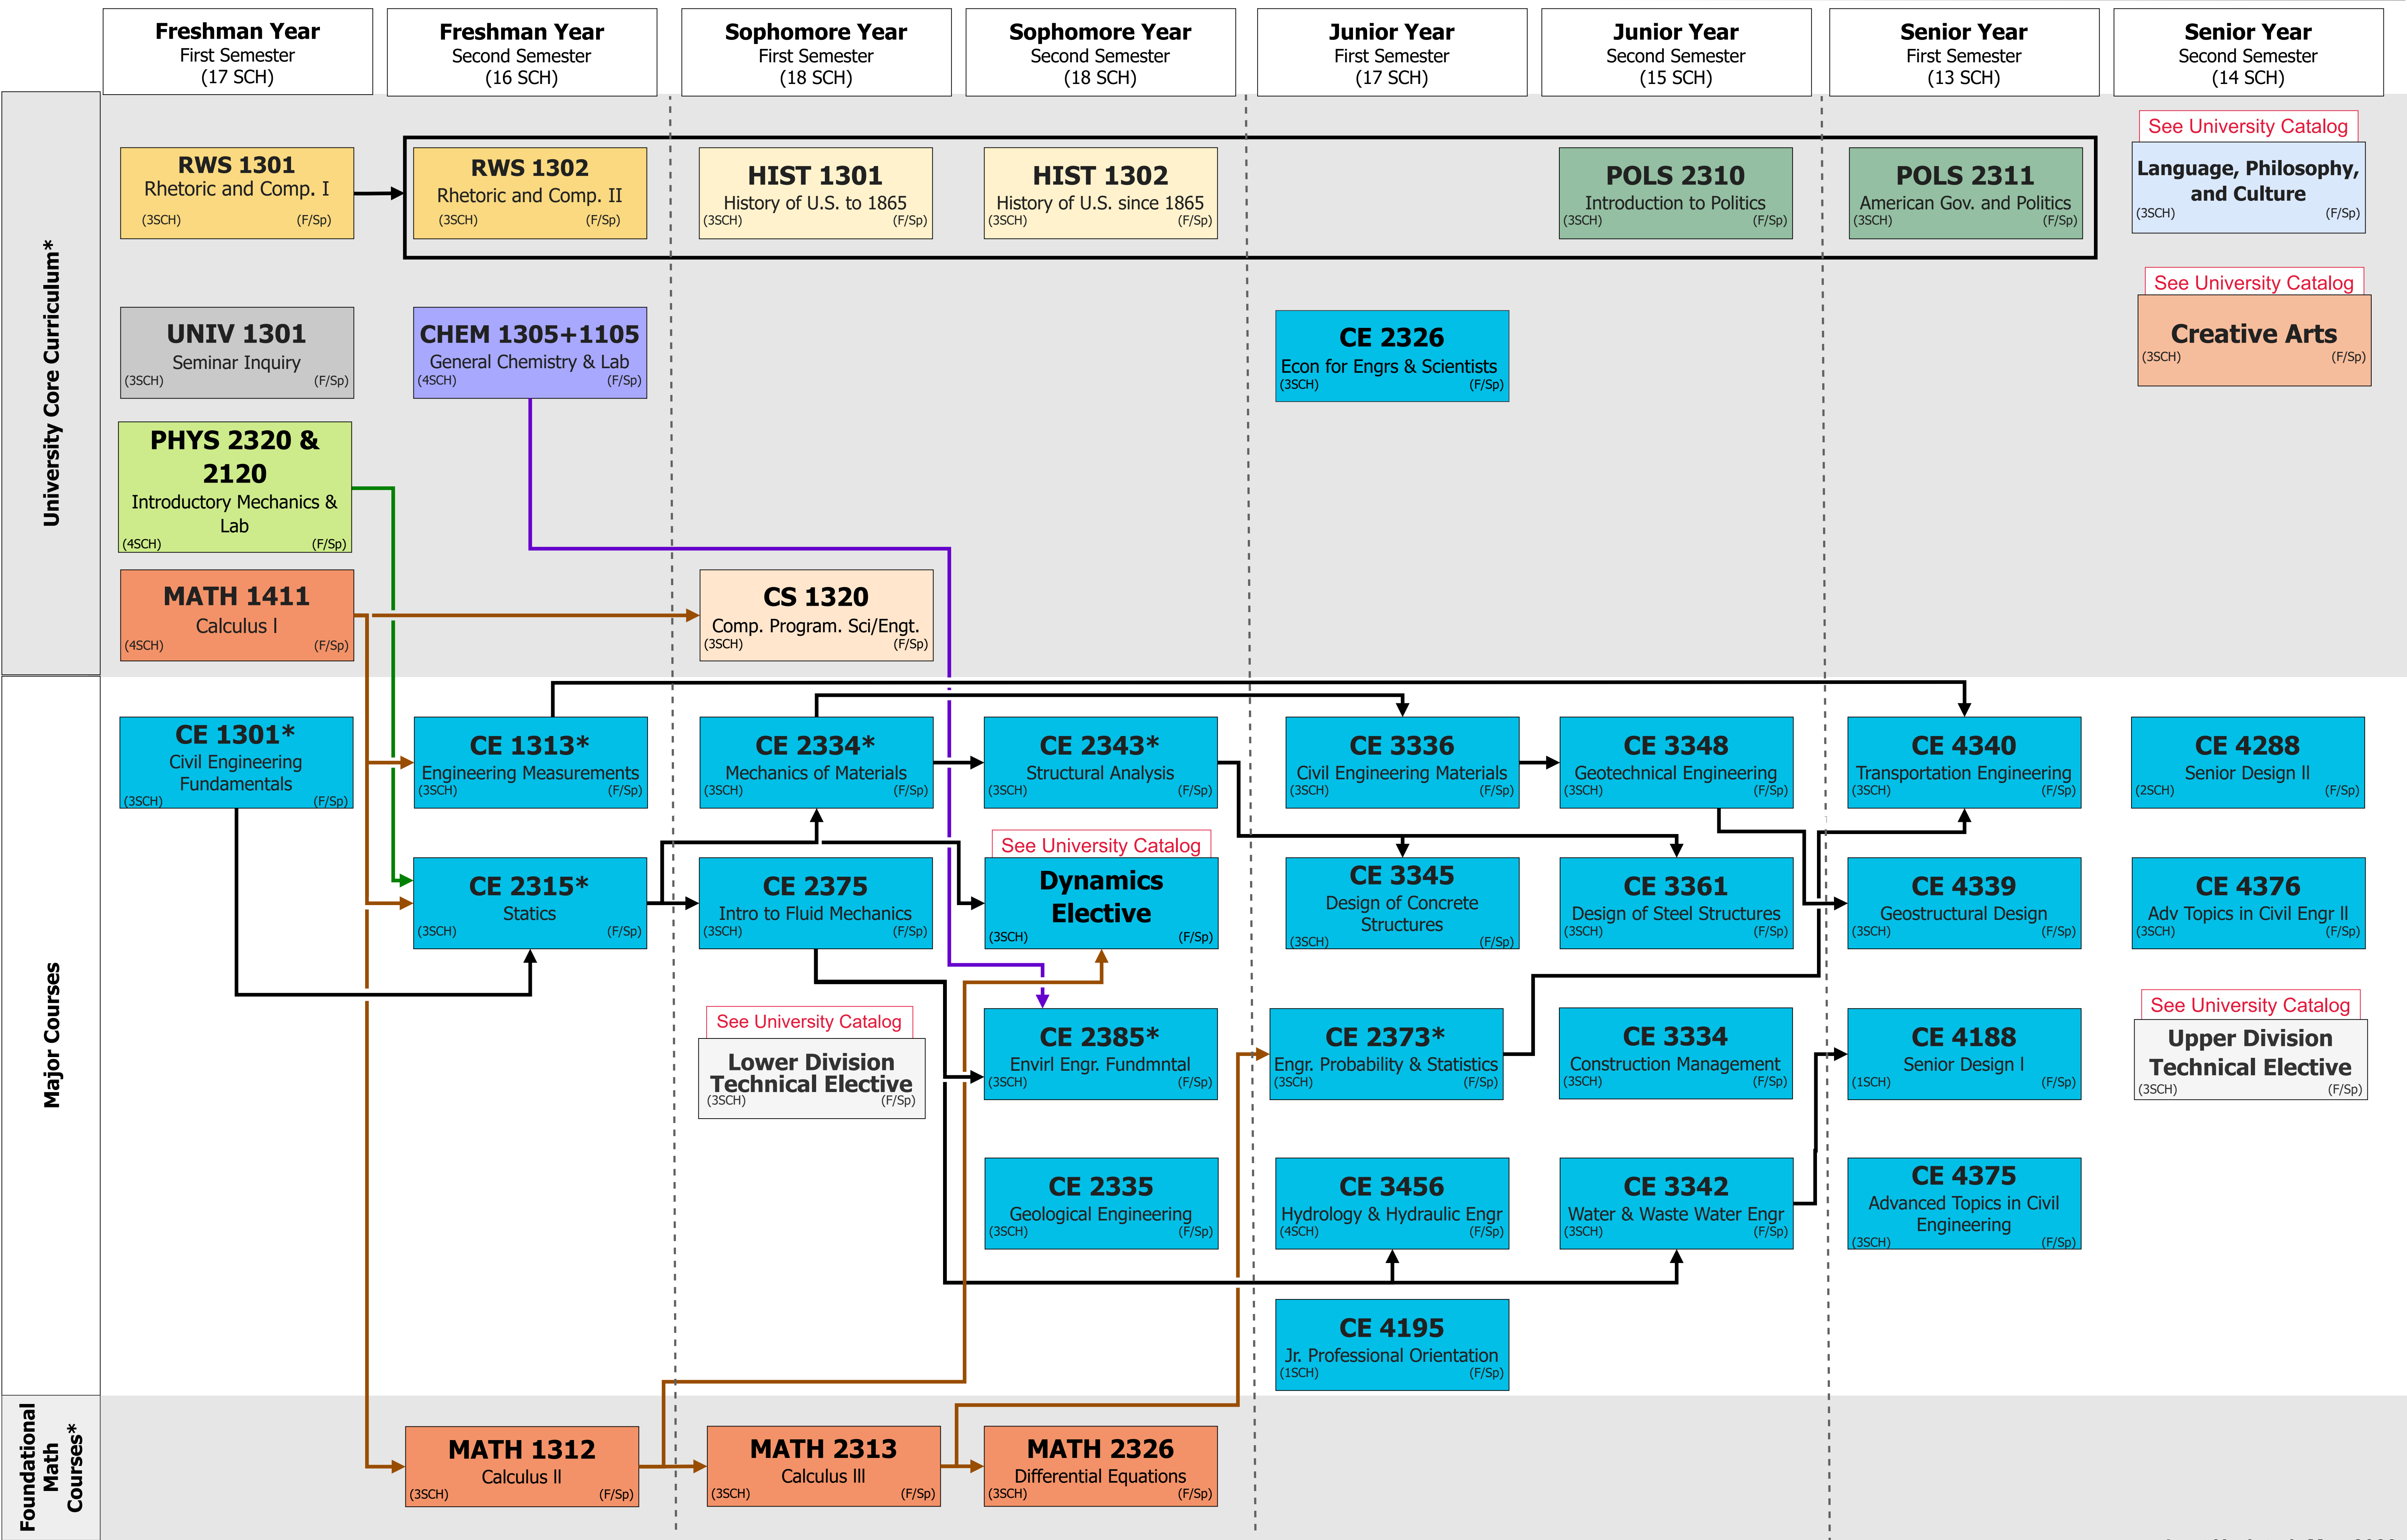 Freshman Year
First Semester
(17 SCH)
Freshman Year
Second Semester
(16 SCH)
Sophomore Year
First Semester
(18 SCH)
Sophomore Year
Second Semester
(18 SCH)
Junior Year
First Semester
(17 SCH)
Junior Year
Second Semester
(15 SCH)
Senior Year
First Semester
(13 SCH)
Senior Year
Second Semester
(14 SCH)
University Core Curriculum*
RWS 1301
Rhetoric and Comp. I
(3SCH) (F/Sp)
RWS 1302
Rhetoric and Comp. II
(3SCH) (F/Sp)
HIST 1301
History of U.S. to 1865
(3SCH) (F/Sp)
HIST 1302
History of U.S. since 1865
(3SCH) (F/Sp)
POLS 2310
Introduction to Politics
(3SCH) (F/Sp)
POLS 2311
American Gov. and Politics
(3SCH) (F/Sp)
See University Catalog
Language, Philosophy,
and Culture
(3SCH) (F/Sp)
UNIV 1301
Seminar Inquiry
(3SCH) (F/Sp)
CHEM 1305+1105
General Chemistry & Lab
(4SCH) (F/Sp)
CE 2326
Econ for Engrs & Scientists
(3SCH) (F/Sp)
See University Catalog
Creative Arts
(3SCH) (F/Sp)
PHYS 2320 &
2120
Introductory Mechanics &
Lab
(4SCH) (F/Sp)
MATH 1411
Calculus I
(4SCH) (F/Sp)
CS 1320
Comp. Program. Sci/Engt.
(3SCH) (F/Sp)
Major Courses
CE 1301*
Civil Engineering
Fundamentals
(3SCH) (F/Sp)
CE 1313*
Engineering Measurements
(3SCH) (F/Sp)
CE 2334*
Mechanics of Materials
(3SCH) (F/Sp)
CE 2343*
Structural Analysis
(3SCH) (F/Sp)
CE 3336
Civil Engineering Materials
(3SCH) (F/Sp)
CE 3348
Geotechnical Engineering
(3SCH) (F/Sp)
CE 4340
Transportation Engineering
(3SCH) (F/Sp)
CE 4288
Senior Design II
(2SCH) (F/Sp)
CE 2315*
Statics
(3SCH) (F/Sp)
CE 2375
Intro to Fluid Mechanics
(3SCH) (F/Sp)
See University Catalog
Dynamics
Elective
(3SCH) (F/Sp)
CE 3345
Design of Concrete
Structures
(3SCH) (F/Sp)
CE 3361
Design of Steel Structures
(3SCH) (F/Sp)
CE 4339
Geostructural Design
(3SCH) (F/Sp)
CE 4376
Adv Topics in Civil Engr II
(3SCH) (F/Sp)
See University Catalog
Lower Division
Technical Elective
(3SCH) (F/Sp)
CE 2385*
Envirl Engr. Fundmntal
(3SCH) (F/Sp)
CE 2373*
Engr. Probability & Statistics
(3SCH) (F/Sp)
CE 3334
Construction Management
(3SCH) (F/Sp)
CE 4188
Senior Design I
(1SCH) (F/Sp)
See University Catalog
Upper Division
Technical Elective
(3SCH) (F/Sp)
CE 2335
Geological Engineering
(3SCH) (F/Sp)
CE 3456
Hydrology & Hydraulic Engr
(4SCH) (F/Sp)
CE 3342
Water & Waste Water Engr
(3SCH) (F/Sp)
CE 4375
Advanced Topics in Civil
Engineering
(3SCH) (F/Sp)
CE 4195
Jr. Professional Orientation
(1SCH) (F/Sp)
Foundational
Math
Courses*
MATH 1312
Calculus II
(3SCH) (F/Sp)
MATH 2313
Calculus III
(3SCH) (F/Sp)
MATH 2326
Differential Equations
(3SCH) (F/Sp)